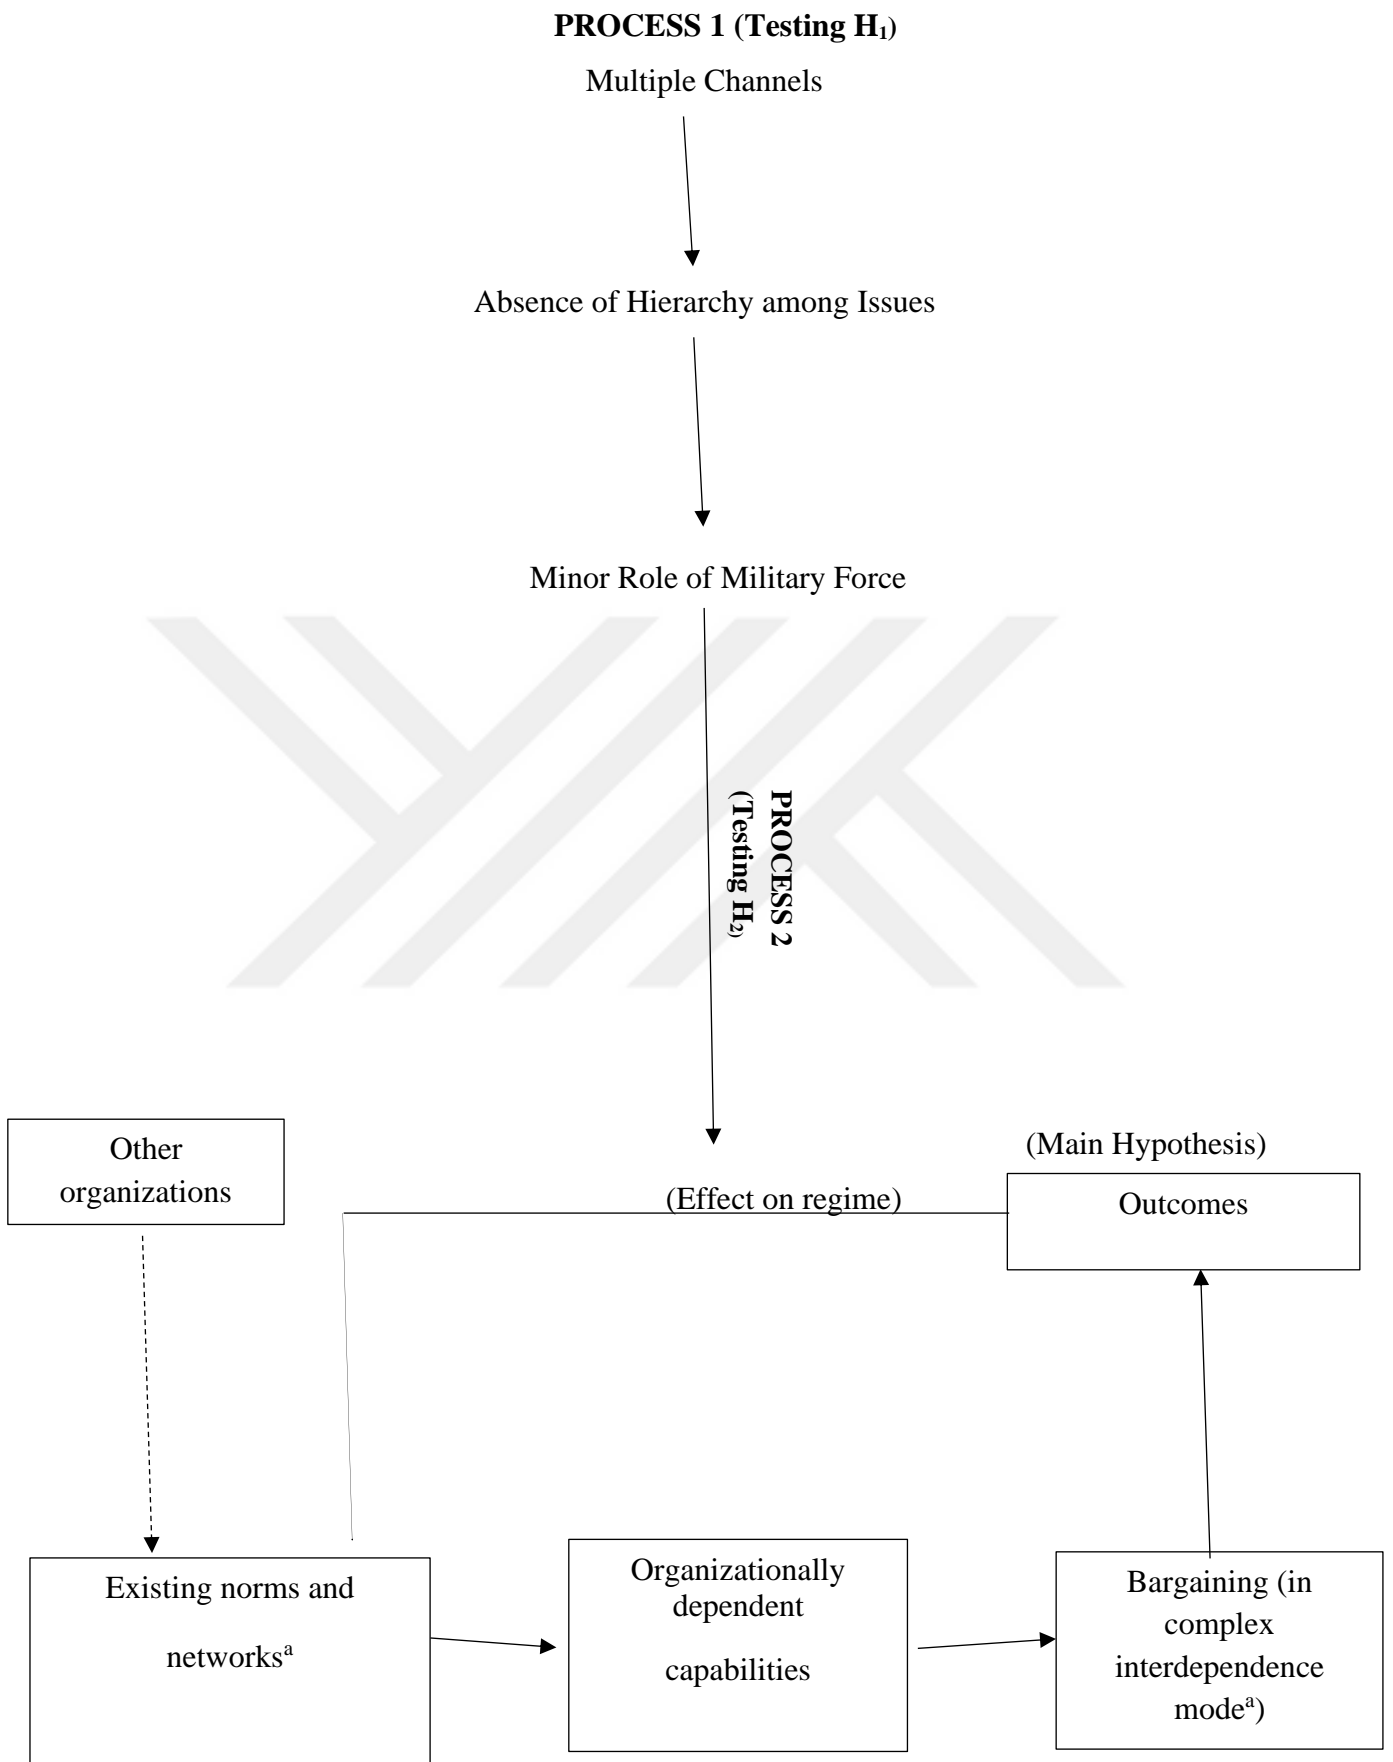 PROCESS 1 (Testing H₁)
Multiple Channels
Absence of Hierarchy among Issues
Minor Role of Military Force
PROCESS 2
(Testing H₂)
Other
organizations
(Effect on regime)
(Main Hypothesis)
Outcomes
Existing norms and
networksᵃ
Organizationally
dependent
capabilities
Bargaining (in
complex
interdependence
modeᵃ)